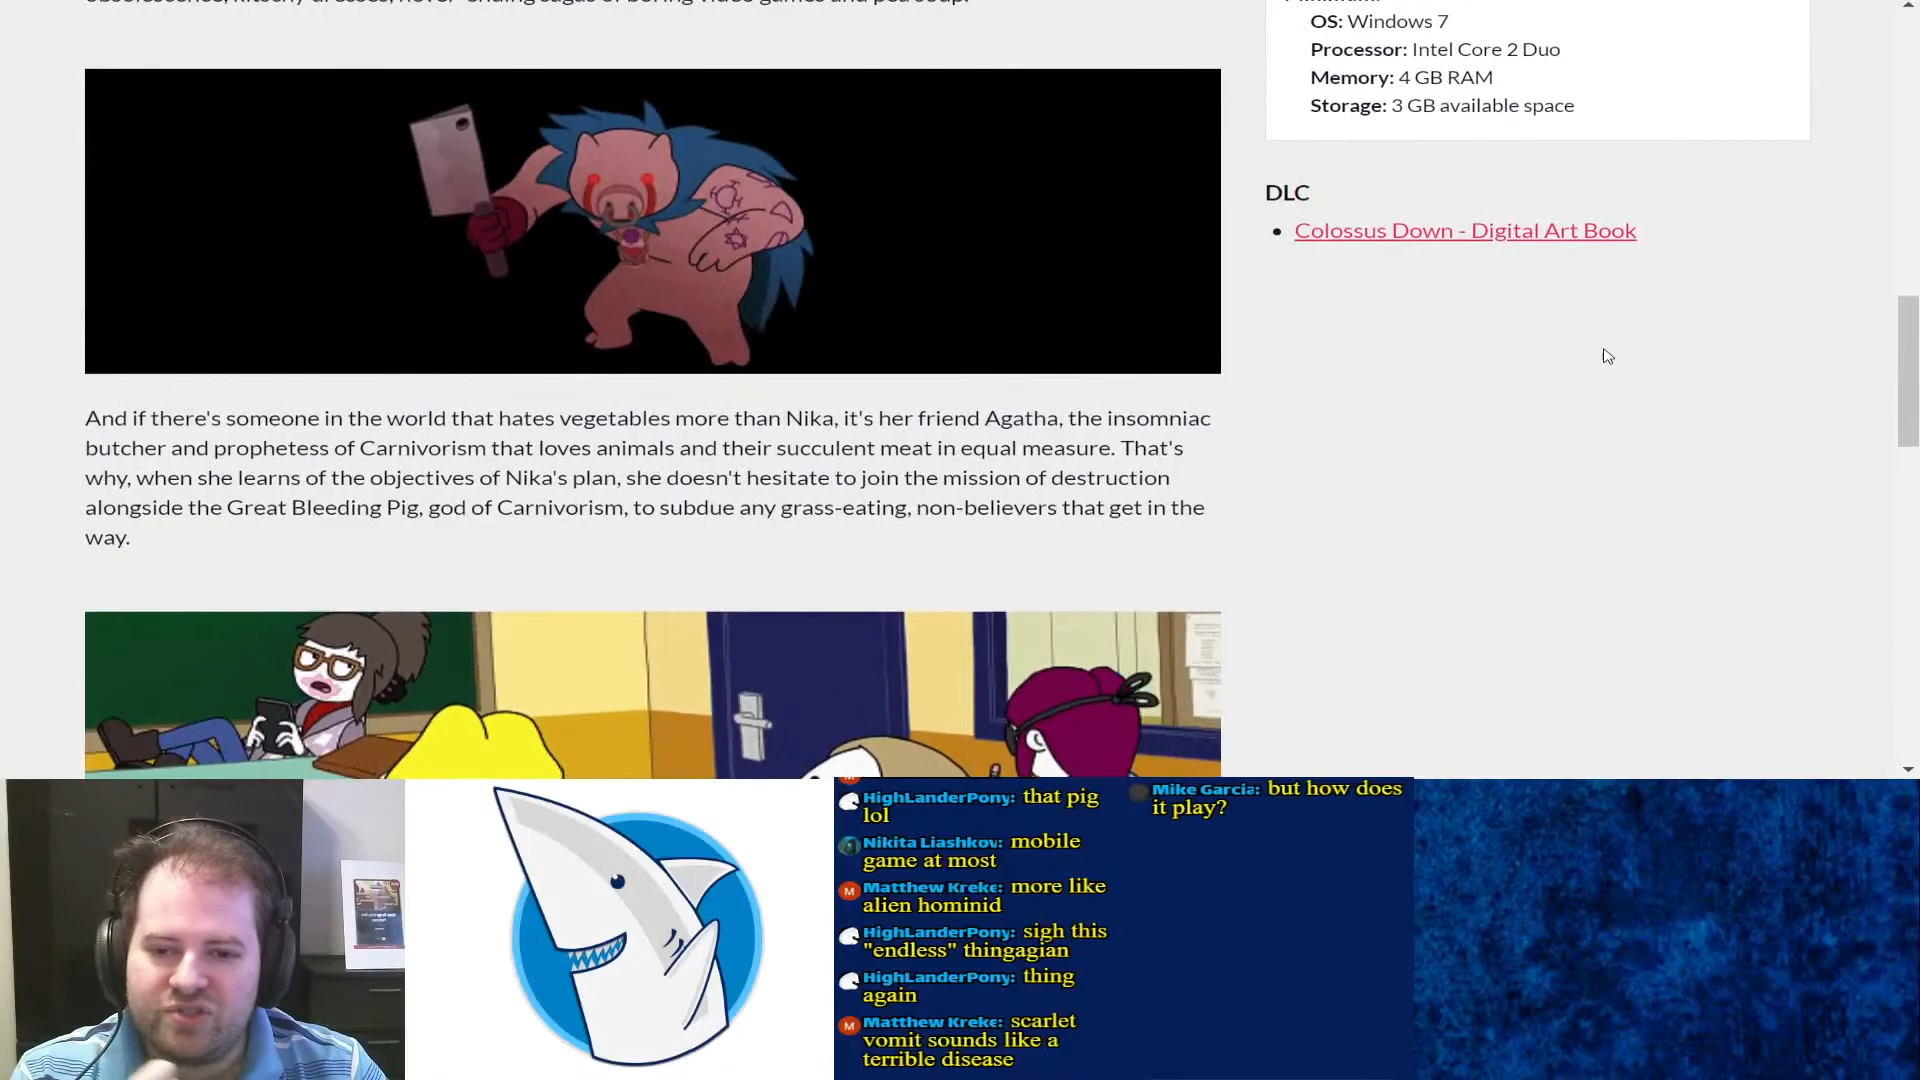 OS: Windows 7
Processor: Intel Core 2 Duo
Memory: 4 GB RAM
Storage: 3 GB available space
DLC
Colossus Down - Digital Art Book
And if there's someone in the world that hates vegetables more than Nika, it's her friend Agatha, the insomniac
butcher and prophetess of Carnivorism that loves animals and their succulent meat in equal measure. That's
why, when she learns of the objectives of Nika's plan, she doesn't hesitate to join the mission of destruction
alongside the Great Bleeding Pig, god of Carnivorism, to subdue any grass-eating, non-believers that get in the
way.
HighLanderPony: that pig
lol
Nikita Liashkov: mobile
game at most
M Matthew Kreke: more like
alien hominid
HighLanderPony: sigh this
"endless" thingagian
HighLanderPony: thing
again
M Matthew Kreke: scarlet
vomit sounds like a
terrible disease
Mike Garcia: but how does
it play?